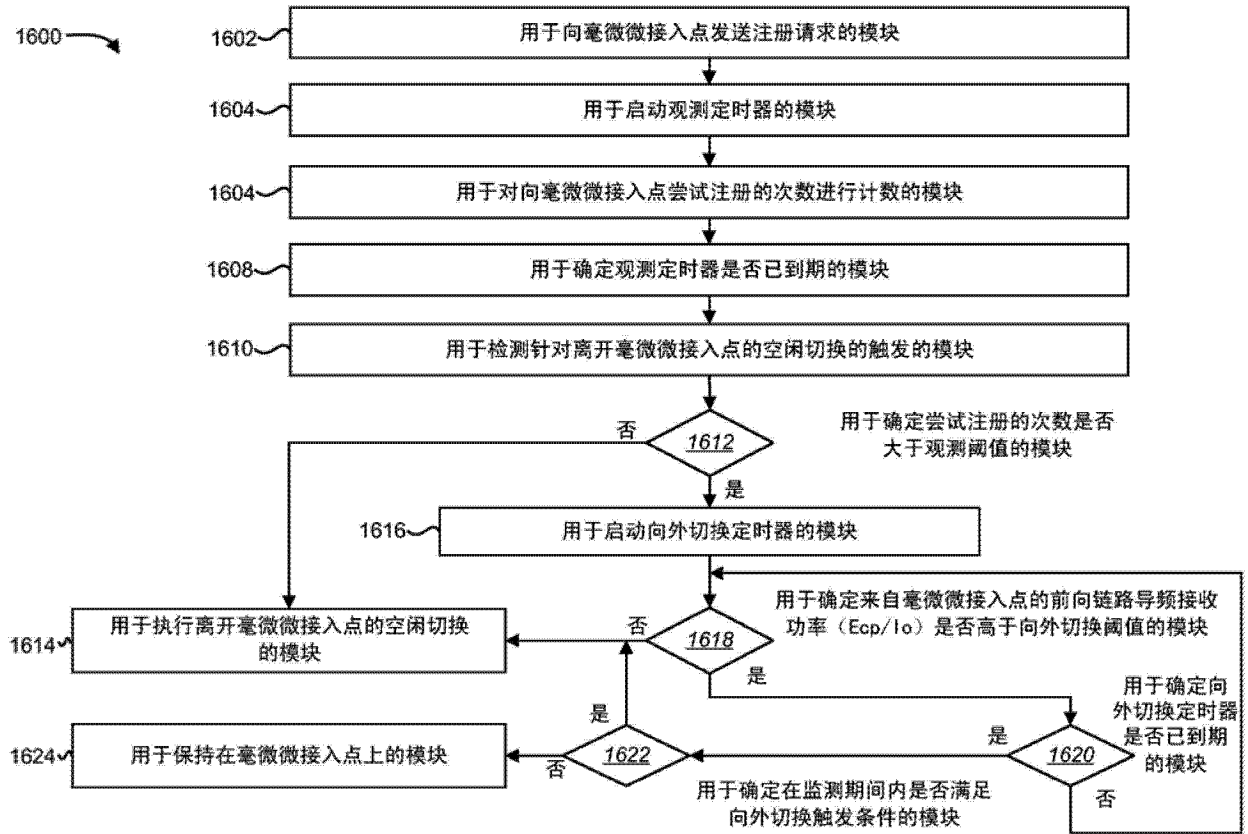 1600
1602
用于向毫微微接入点发送注册请求的模块
1604
用于启动观测定时器的模块
1604
用于对向毫微微接入点尝试注册的次数进行计数的模块
1608
用于确定观测定时器是否已到期的模块
1610
用于检测针对离开毫微微接入点的空闲切换的触发的模块
否
1612
用于确定尝试注册的次数是否
大于观测阈值的模块
是
1616
用于启动向外切换定时器的模块
1614
用于执行离开毫微微接入点的空闲切换
的模块
否
1618
用于确定来自毫微微接入点的前向链路导频接收
功率（Ecp/Io）是否高于向外切换阈值的模块
是
用于确定向
外切换定时器
是否已到期
的模块
1624
用于保持在毫微微接入点上的模块
是
否
1622
是
1620
否
用于确定在监测期间内是否满足
向外切换触发条件的模块